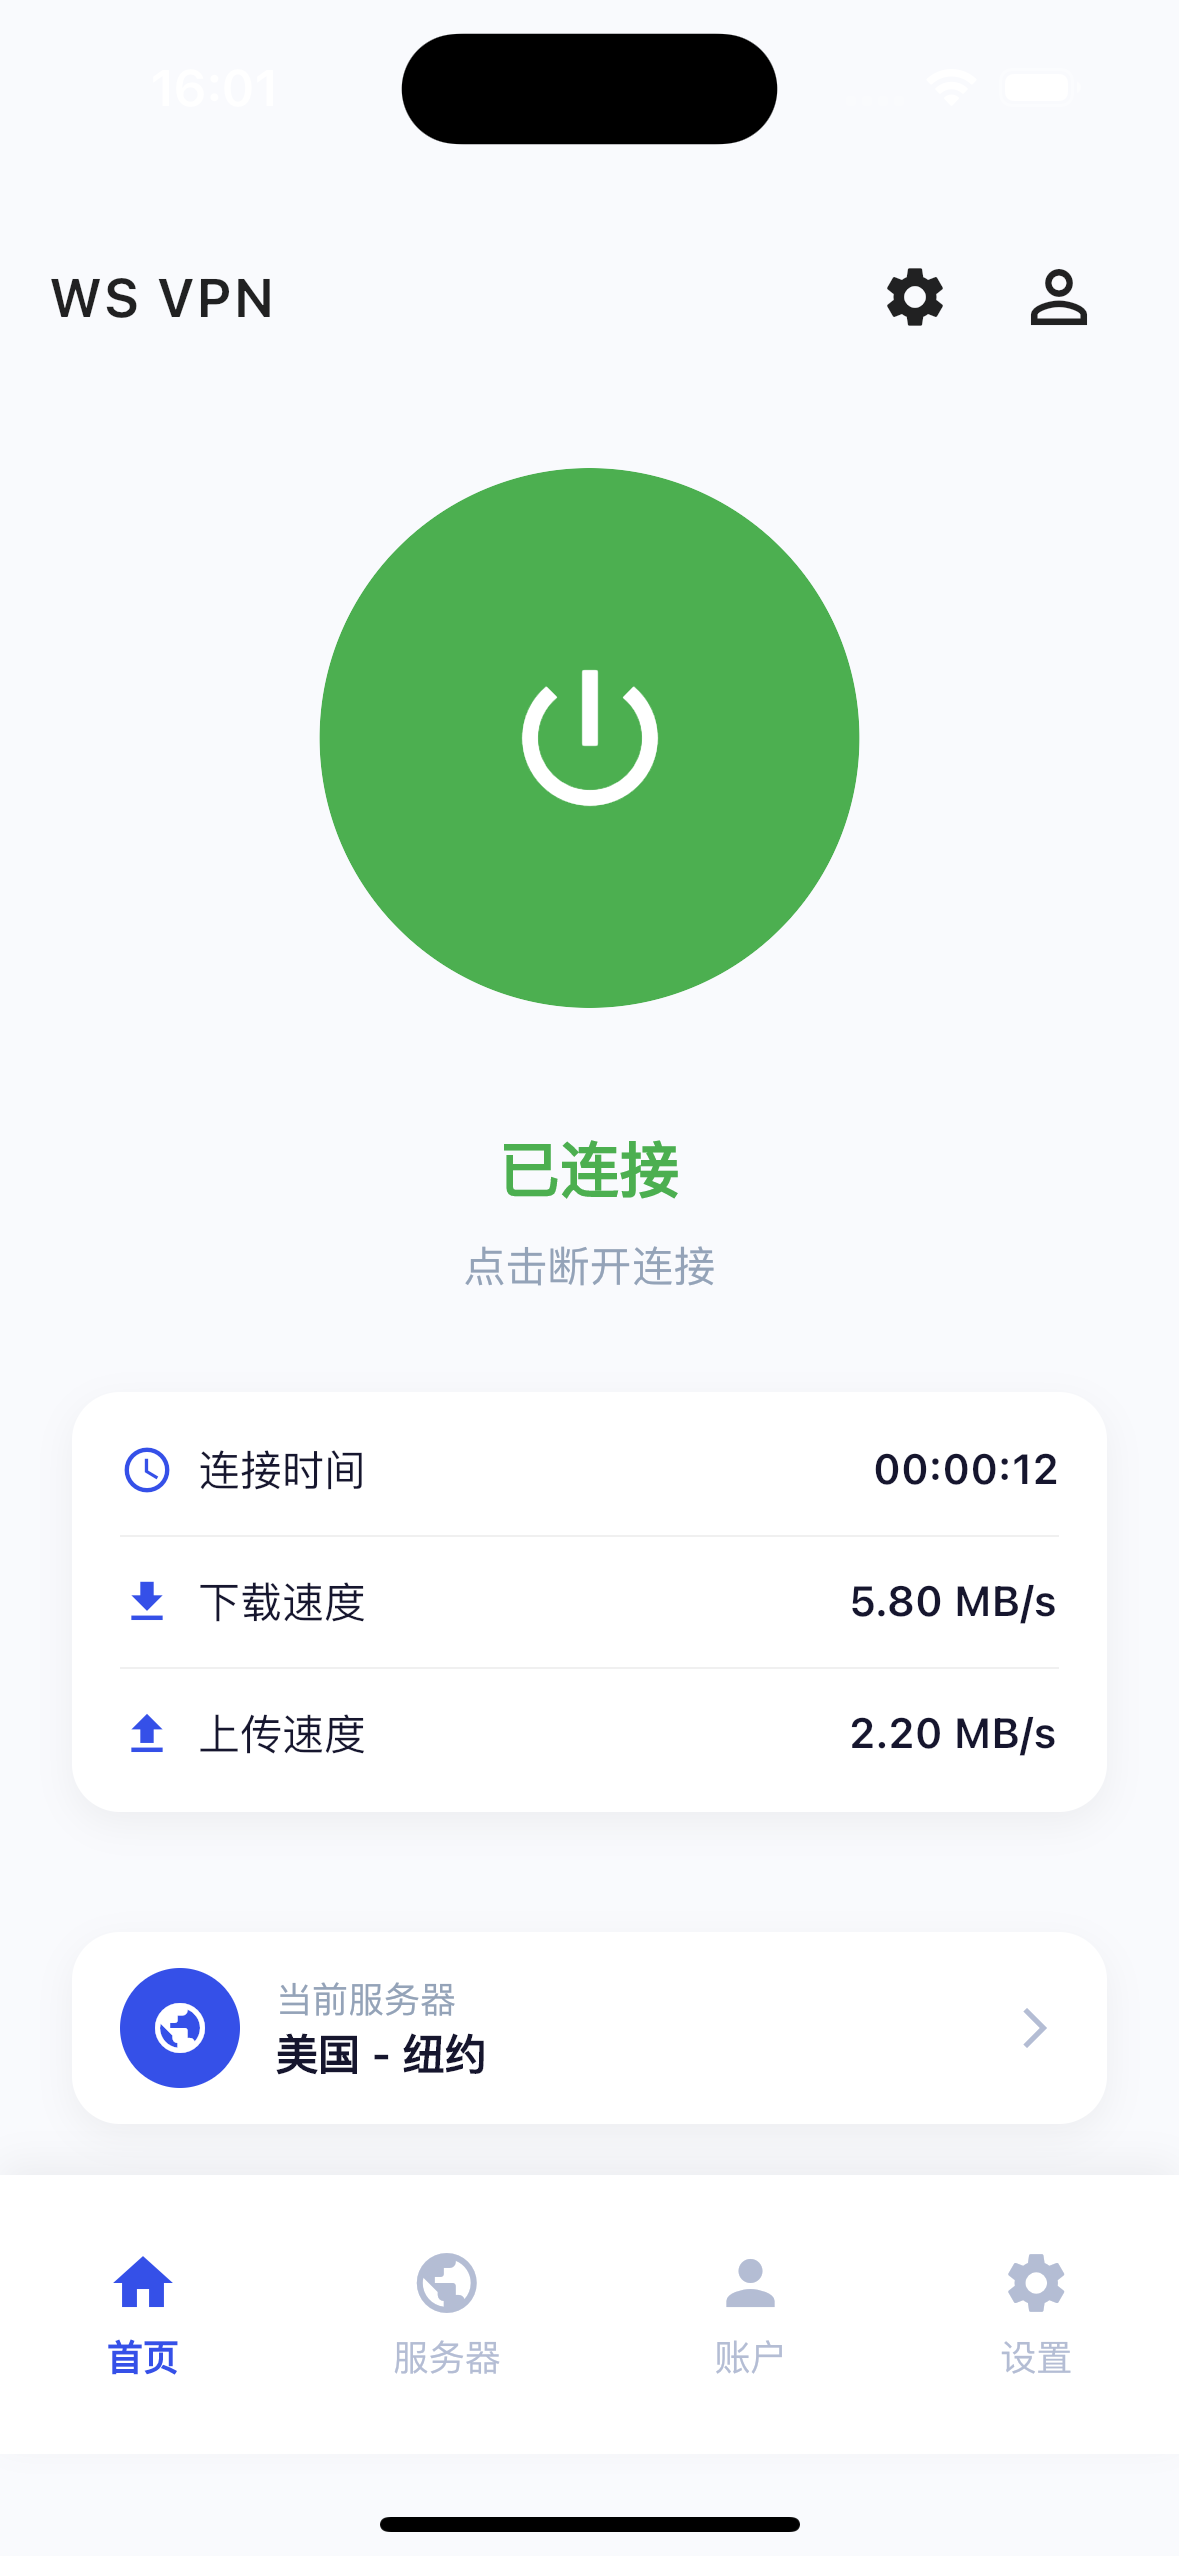 16:01
WS VPN
已连接
点击断开连接
连接时间 00:00:12
下载速度 5.80 MB/s
上传速度 2.20 MB/s
当前服务器
美国 - 纽约
首页 服务器 账户 设置